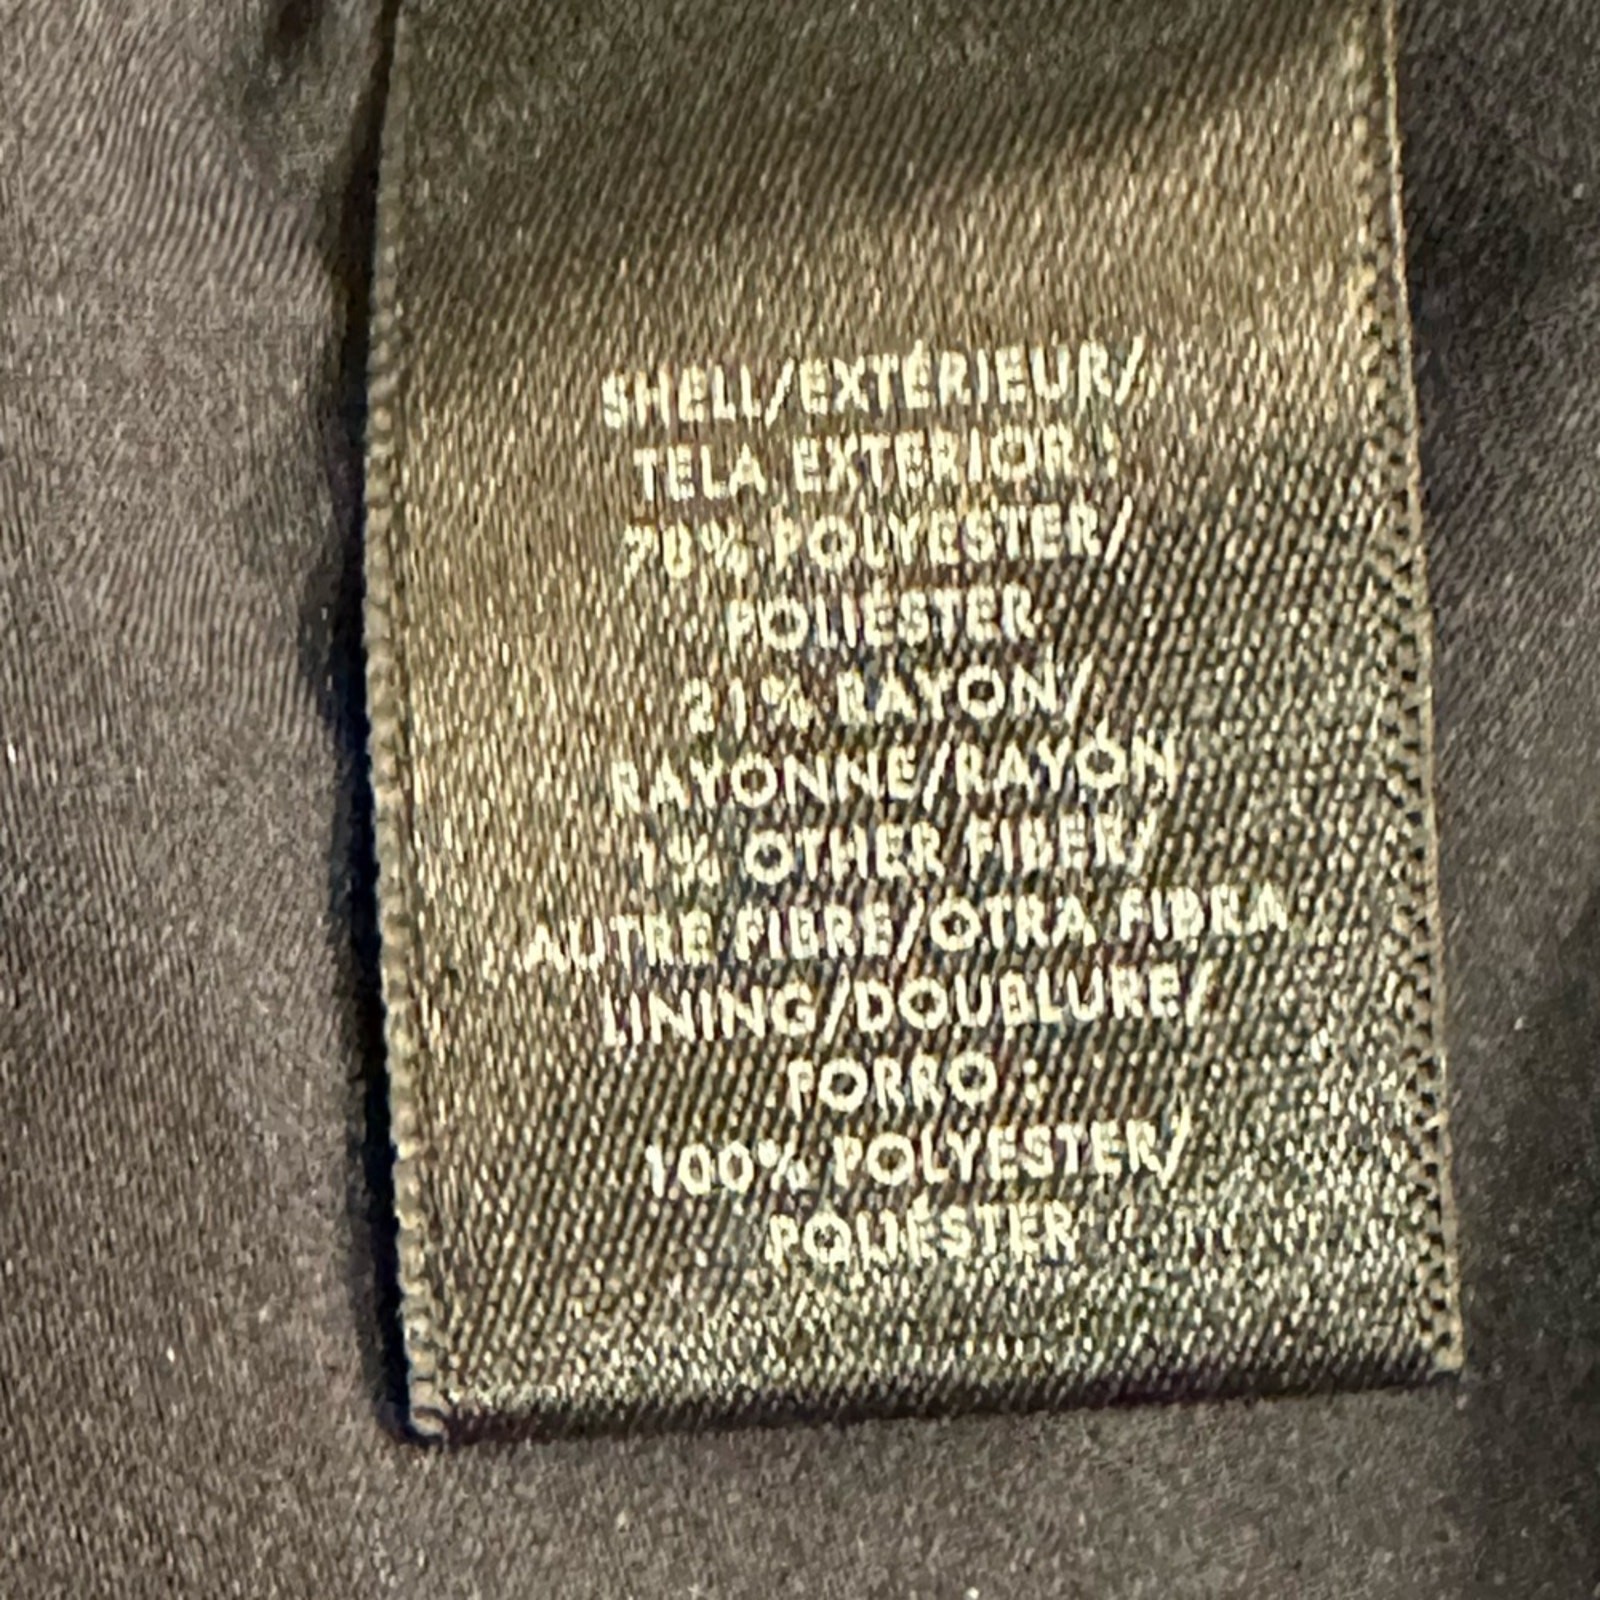 SHELL/EXTÉRIEUR/
TELA EXTERIOR :
78% POLYESTER/
POLIÉSTER
21% RAYON/
RAYONNE/RAYÓN
1% OTHER FIBER/
AUTRE FIBRE/OTRA FIBRA
LINING/DOUBLURE/
FORRO :
100% POLYESTER/
POLIÉSTER